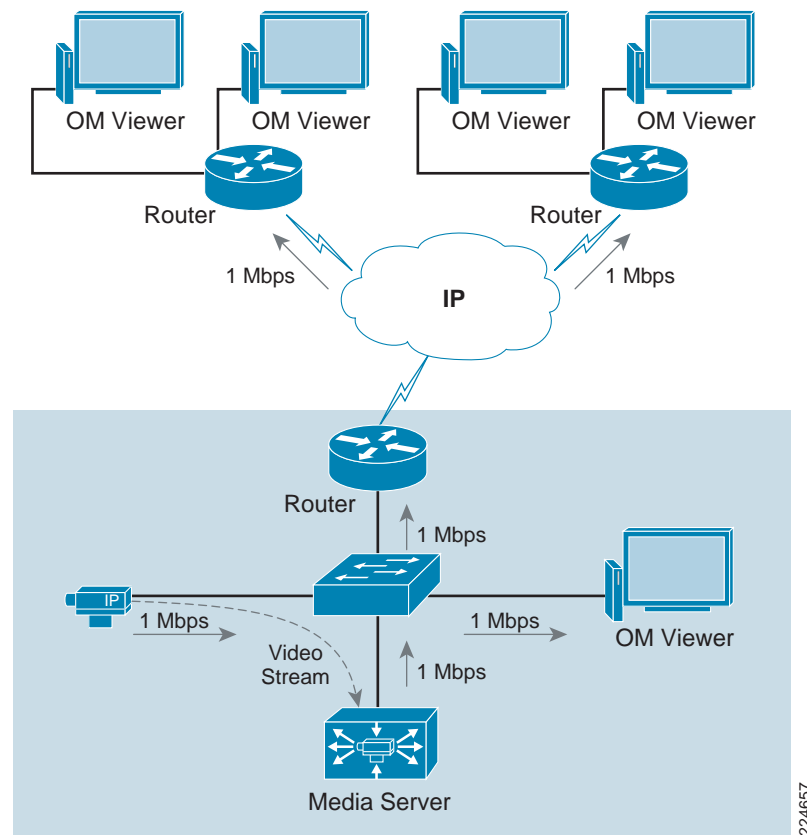 OM Viewer
OM Viewer
OM Viewer
OM Viewer
Router
Router
1 Mbps
1 Mbps
IP
Router
1 Mbps
IP
1 Mbps
1 Mbps
OM Viewer
Video
Stream
1 Mbps
Media Server
224657